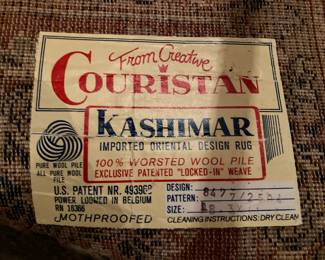 From Creative
COURISTAN
KASHIMAR
IMPORTED ORIENTAL DESIGN RUG
100% WORSTED WOOL PILE
EXCLUSIVE PATENTED "LOCKED-IN" WEAVE
PURE WOOL PILE
ALL PURE WOOL
PILE
U.S. PATENT NR.
POWER LOOMED IN BELGIUM
RN 16366
MOTHPROOFED
DESIGN:
PATTERN:
SIZE:
CLEANING INSTRUCTIONS: DRY CLEAN